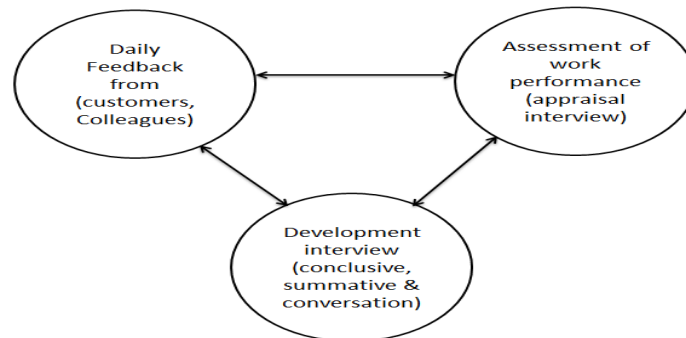 Daily
Feedback
from
(customers,
Colleagues)
Assessment of
work
performance
(appraisal
interview)
Development
interview
(conclusive,
summative &
conversation)